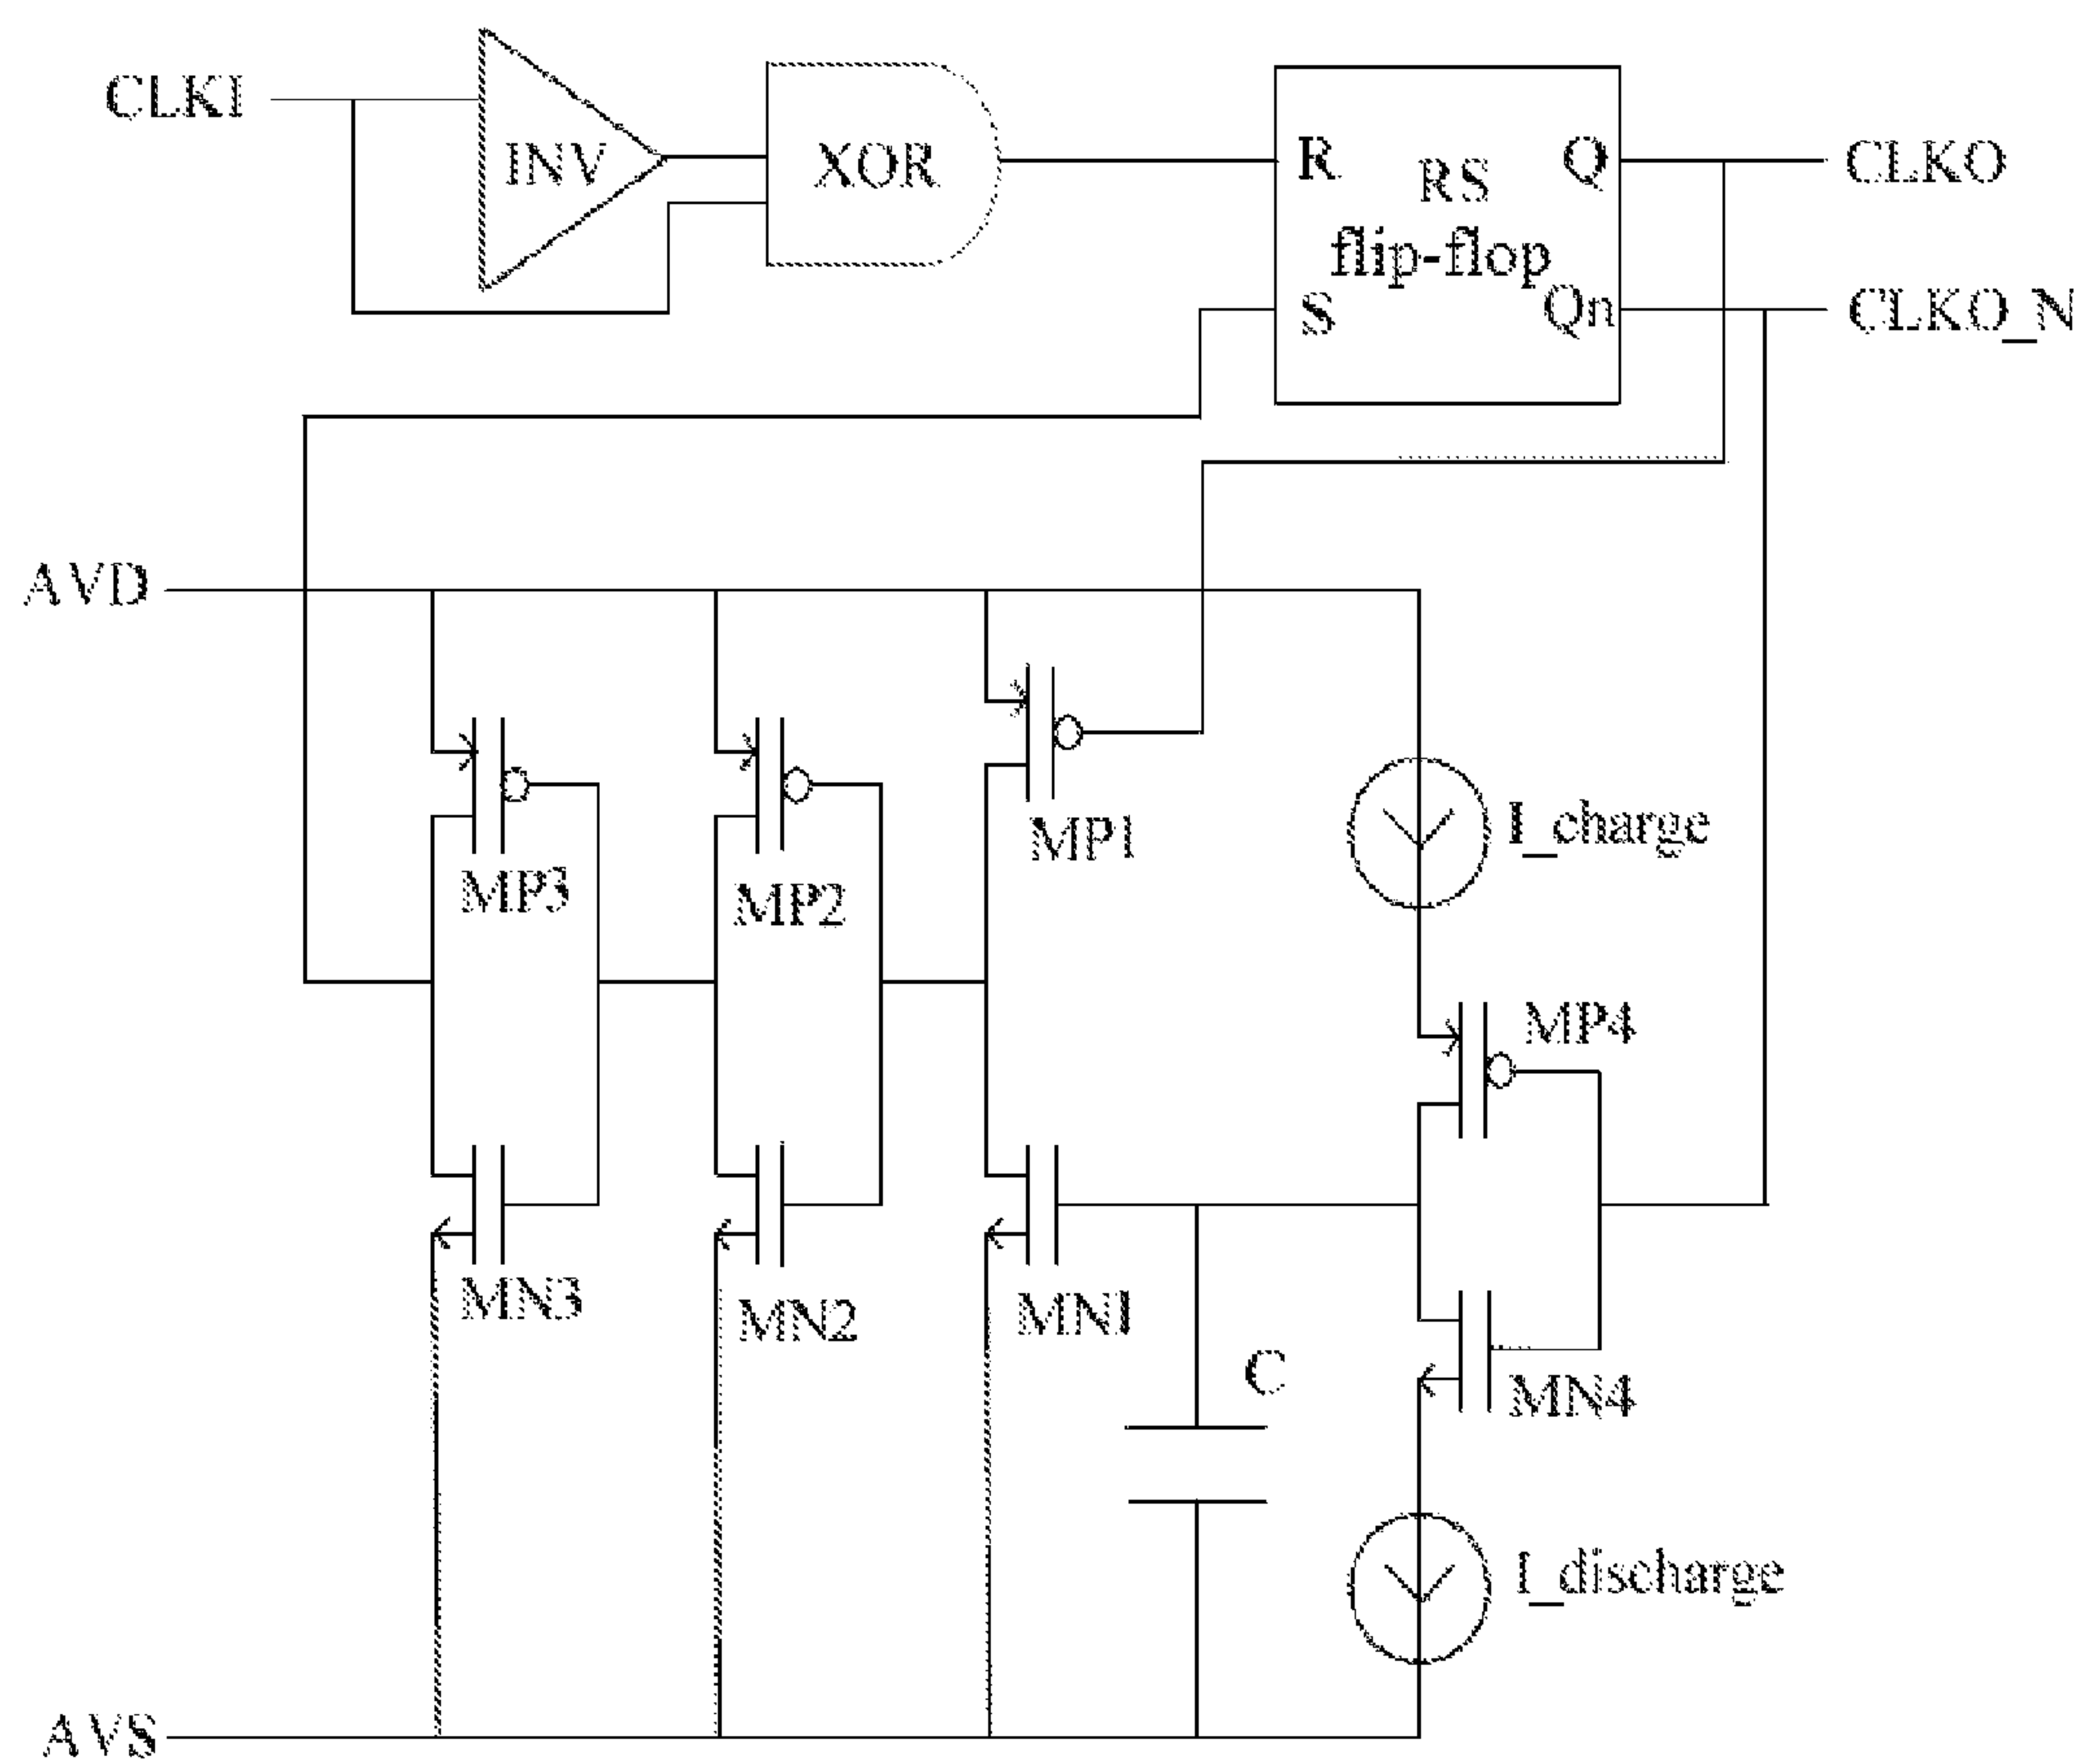 CLKI
INV
XOR
R
RS
flip-flop
S
Q
Qn
CLKO
CLKO_N
AVD
MP3
MP2
MP1
I_charge
MP4
MN3
MN2
MN1
C
MN4
I_discharge
AVS